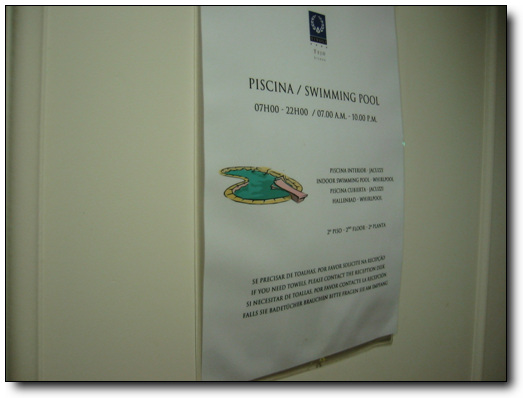 PISCINA / SWIMMING POOL
07H00 - 22H00 / 07.00 A.M. - 10.00 P.M.
PISCINA INTERIOR - JACUZZI
INDOOR SWIMMING POOL - WHIRLPOOL
PISCINA CUBIERTA - JACUZZI
HALLENBAD - WHIRLPOOL
2º PISO - 2ND FLOOR - 2ª PLANTA
SE PRECISAR DE TOALHAS, POR FAVOR SOLICITE NA RECEPÇÃO
IF YOU NEED TOWELS, PLEASE CONTACT THE RECEPTION DESK
SI NECESITAR DE TOALLAS, POR FAVOR CONTACTE LA RECEPCIÓN
FALLS SIE BADETÜCHER BRAUCHEN BITTE FRAGEN SIE AM EMPFANG